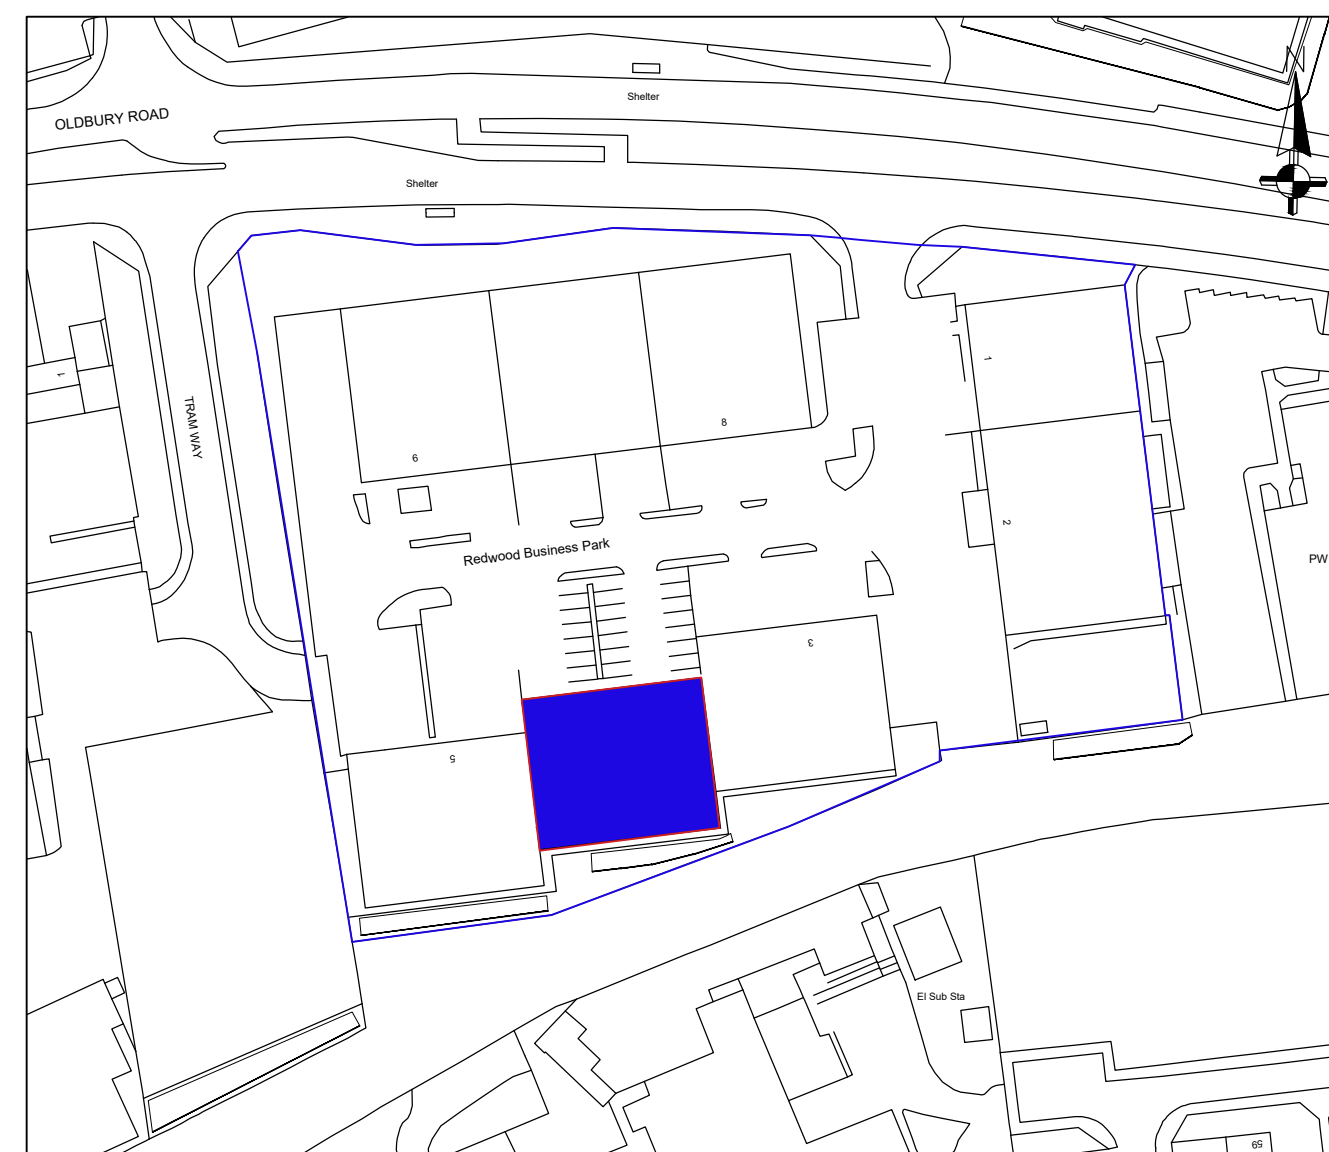 Shelter
OLDBURY ROAD
N
Shelter
1
1
TRAM WAY
8
6
2
Redwood Business Park
PW
3
5
El Sub Sta
59